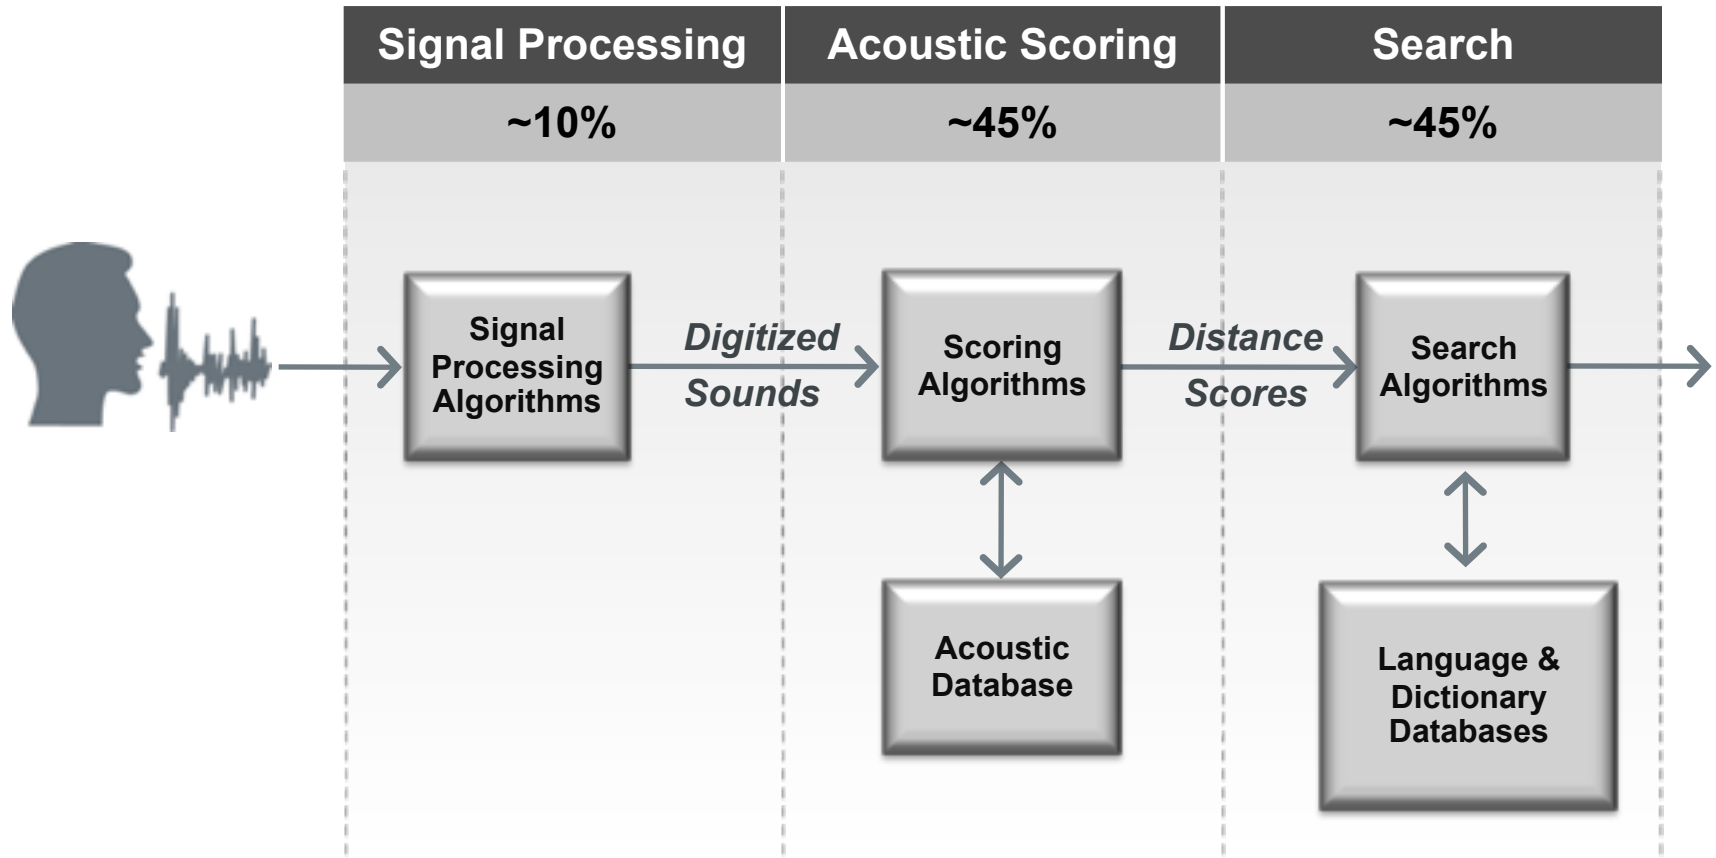 Signal Processing
Acoustic Scoring
Search
~10%
~45%
~45%
Signal
Processing
Algorithms
Digitized
Sounds
Scoring
Algorithms
Distance
Scores
Search
Algorithms
Acoustic
Database
Language &
Dictionary
Databases